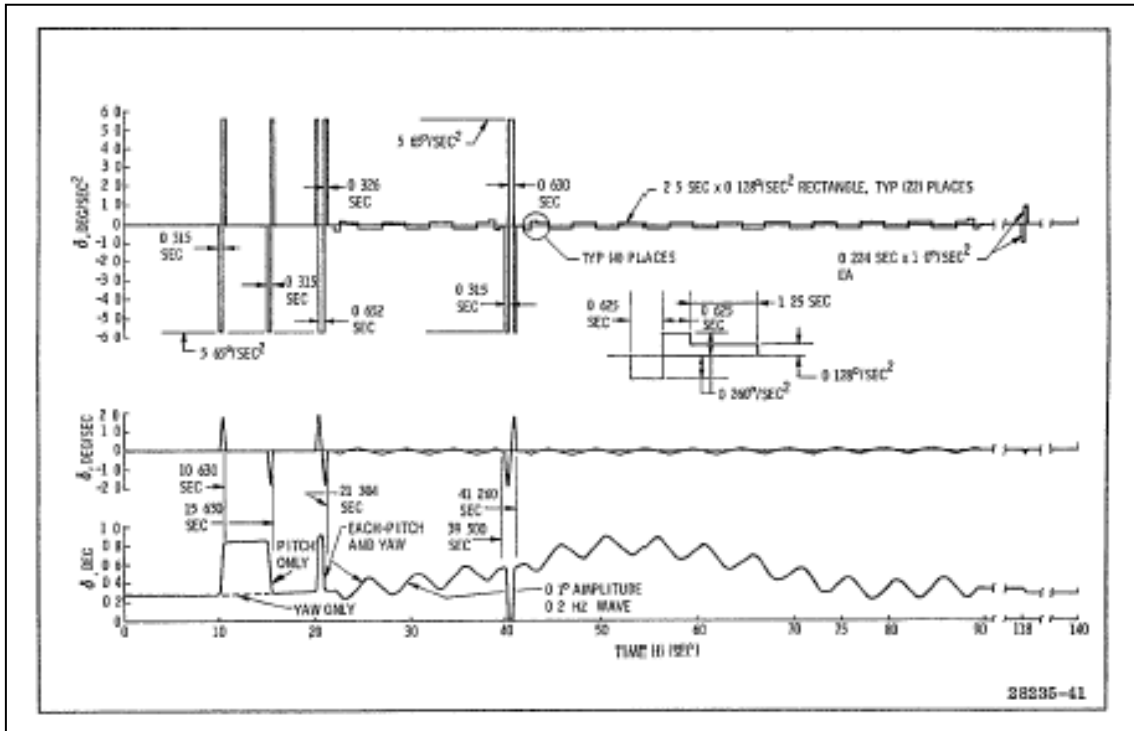 6 0
5 0
4 0
3 0
2 0
1 0
0
-1 0
-2 0
-3 0
-4 0
-5 0
-6 0
δ, DEG/SEC²
5 65°/SEC²
0 326
SEC
0 630
SEC
2 5 SEC x 0 128°/SEC² RECTANGLE, TYP (22) PLACES
0 315
SEC
0 315
SEC
0 652
SEC
0 315
SEC
TYP (4) PLACES
0 224 SEC x 1 0°/SEC²
EA
5 65°/SEC²
0 625
SEC
0 625
SEC
1 25 SEC
0 128°/SEC²
0 260°/SEC²
2 0
1 0
0
-1 0
-2 0
δ, DEG/SEC
10 630
SEC
15 630
SEC
21 304
SEC
41 260
SEC
39 500
SEC
1 0
0 8
0 6
0 4
0 2
0
δ, DEG
PITCH
ONLY
EACH-PITCH
AND YAW
YAW ONLY
0 1° AMPLITUDE
0 2 HZ WAVE
0 10 20 30 40 50 60 70 80 90 118 140
TIME (t) (SEC)
28235-41